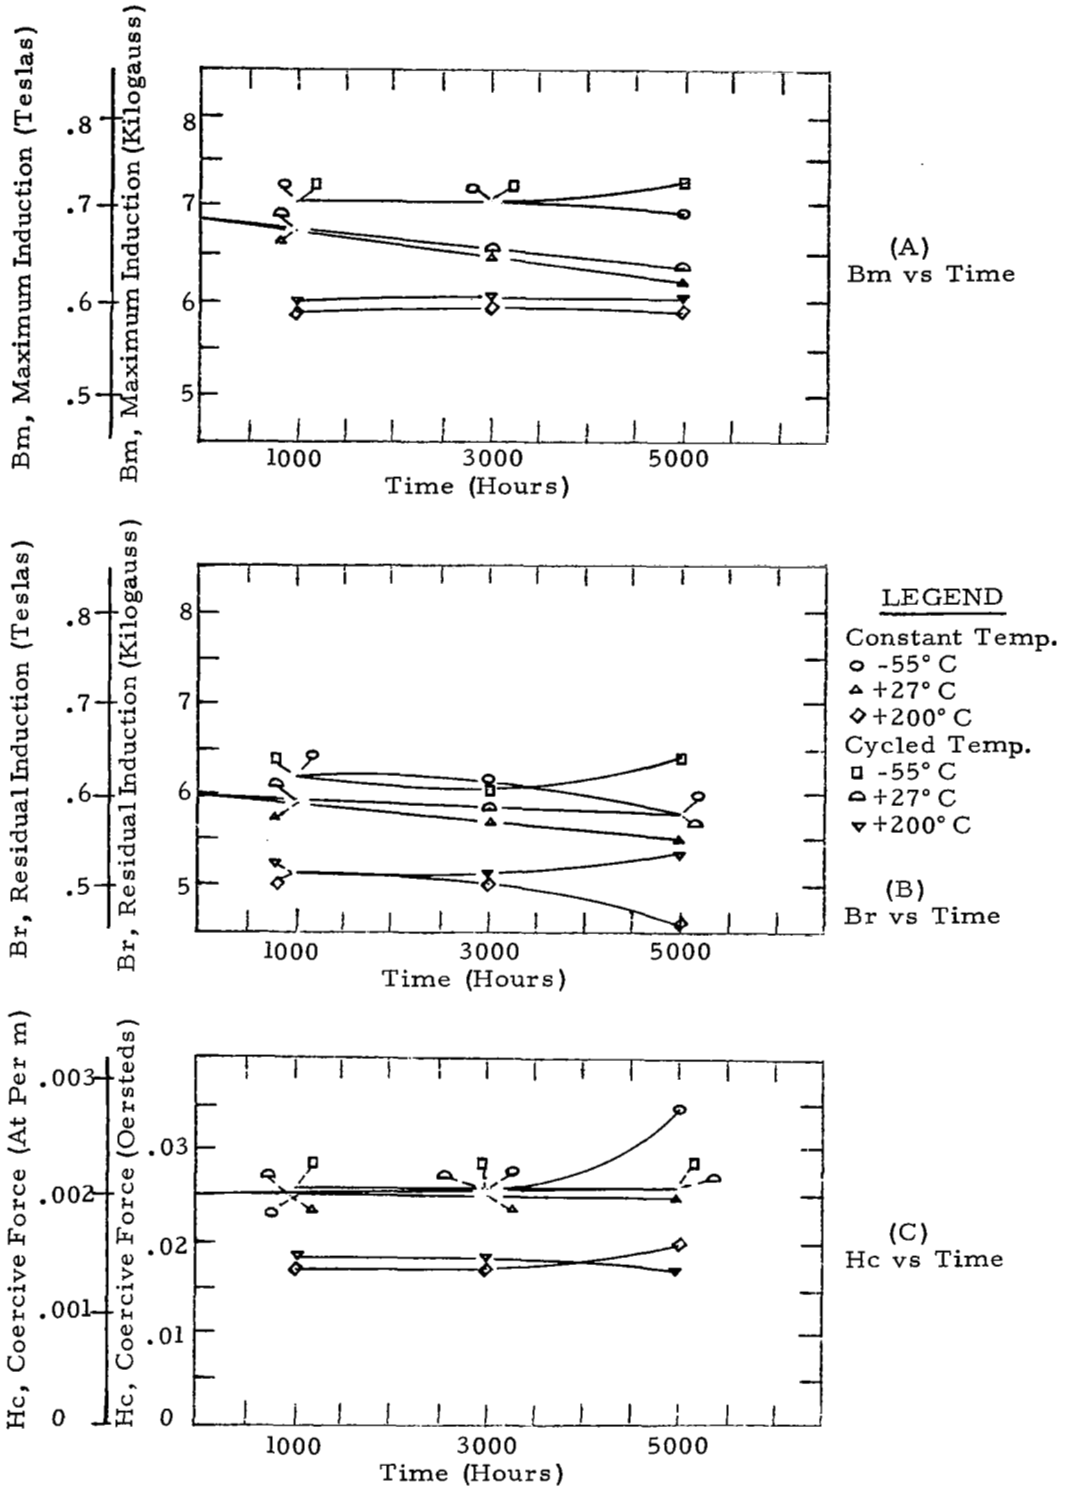 Bm, Maximum Induction (Teslas)
.8
.7
.6
.5
Bm, Maximum Induction (Kilogauss)
8
7
6
5
1000 3000 5000
Time (Hours)
(A)
Bm vs Time
Br, Residual Induction (Teslas)
.8
.7
.6
.5
Br, Residual Induction (Kilogauss)
8
7
6
5
1000 3000 5000
Time (Hours)
LEGEND
Constant Temp.
-55° C
+27° C
+200° C
Cycled Temp.
-55° C
+27° C
+200° C
(B)
Br vs Time
Hc, Coercive Force (At Per m)
.003
.002
.001
0
Hc, Coercive Force (Oersteds)
.03
.02
.01
0
1000 3000 5000
Time (Hours)
(C)
Hc vs Time